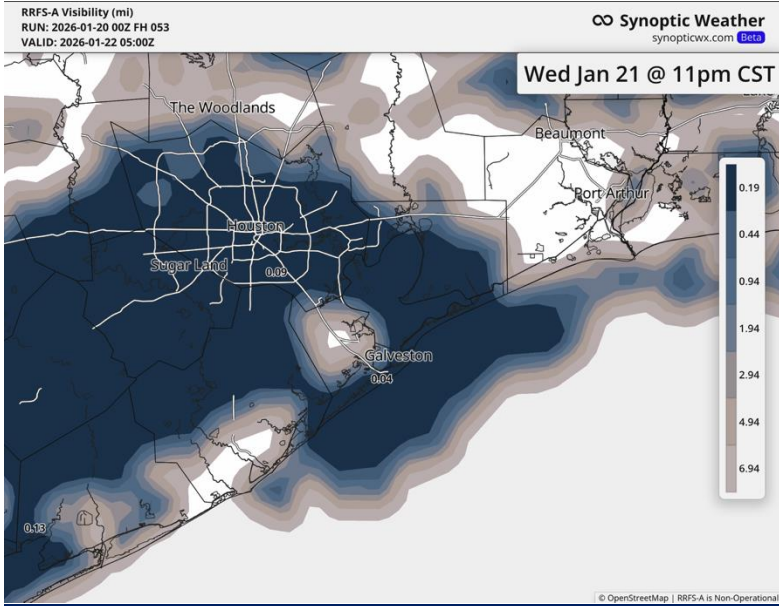 RRFS-A Visibility (mi)
RUN: 2026-01-20 00Z FH 053
VALID: 2026-01-22 05:00Z
Synoptic Weather
synopticwx.com Beta
Wed Jan 21 @ 11pm CST
The Woodlands
Beaumont
Port Arthur
Houston
Sugar Land
0.09
Galveston
0.04
0.13
0.19
0.44
0.94
1.94
2.94
4.94
6.94
© OpenStreetMap | RRFS-A is Non-Operational